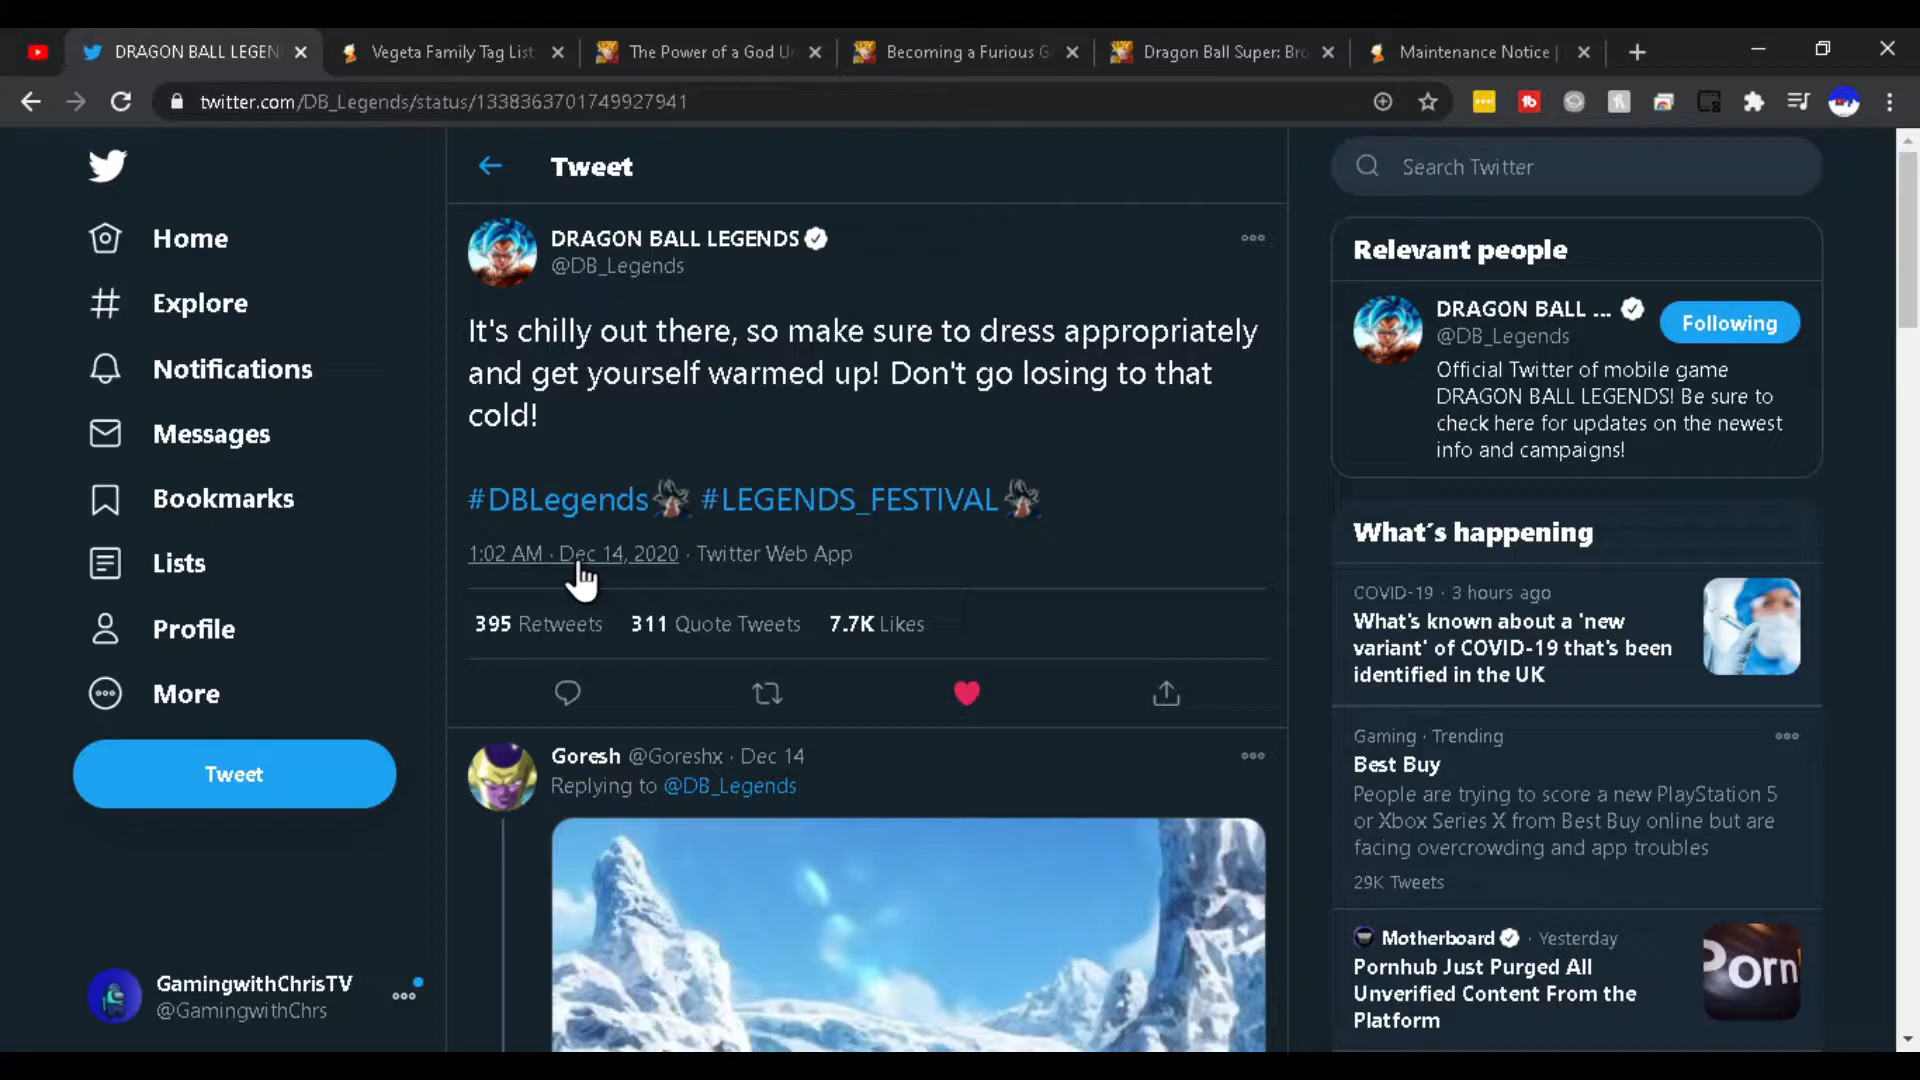 DRAGON BALL LEGEN
Vegeta Family Tag List
The Power of a God U
Becoming a Furious G
Dragon Ball Super: Bro
Maintenance Notice |
twitter.com/DB_Legends/status/1338363701749927941
Home
Explore
Notifications
Messages
Bookmarks
Lists
Profile
More
Tweet
GamingwithChrisTV
@GamingwithChrs
Tweet
DRAGON BALL LEGENDS
@DB_Legends
It's chilly out there, so make sure to dress appropriately
and get yourself warmed up! Don't go losing to that
cold!
#DBLegends #LEGENDS_FESTIVAL
1:02 AM · Dec 14, 2020 · Twitter Web App
395 Retweets 311 Quote Tweets 7.7K Likes
Goresh @Goreshx · Dec 14
Replying to @DB_Legends
Search Twitter
Relevant people
DRAGON BALL ...
@DB_Legends
Following
Official Twitter of mobile game
DRAGON BALL LEGENDS! Be sure to
check here for updates on the newest
info and campaigns!
What's happening
COVID-19 · 3 hours ago
What's known about a 'new
variant' of COVID-19 that's been
identified in the UK
Gaming · Trending
Best Buy
People are trying to score a new PlayStation 5
or Xbox Series X from Best Buy online but are
facing overcrowding and app troubles
29K Tweets
Motherboard · Yesterday
Pornhub Just Purged All
Unverified Content From the
Platform
Porn